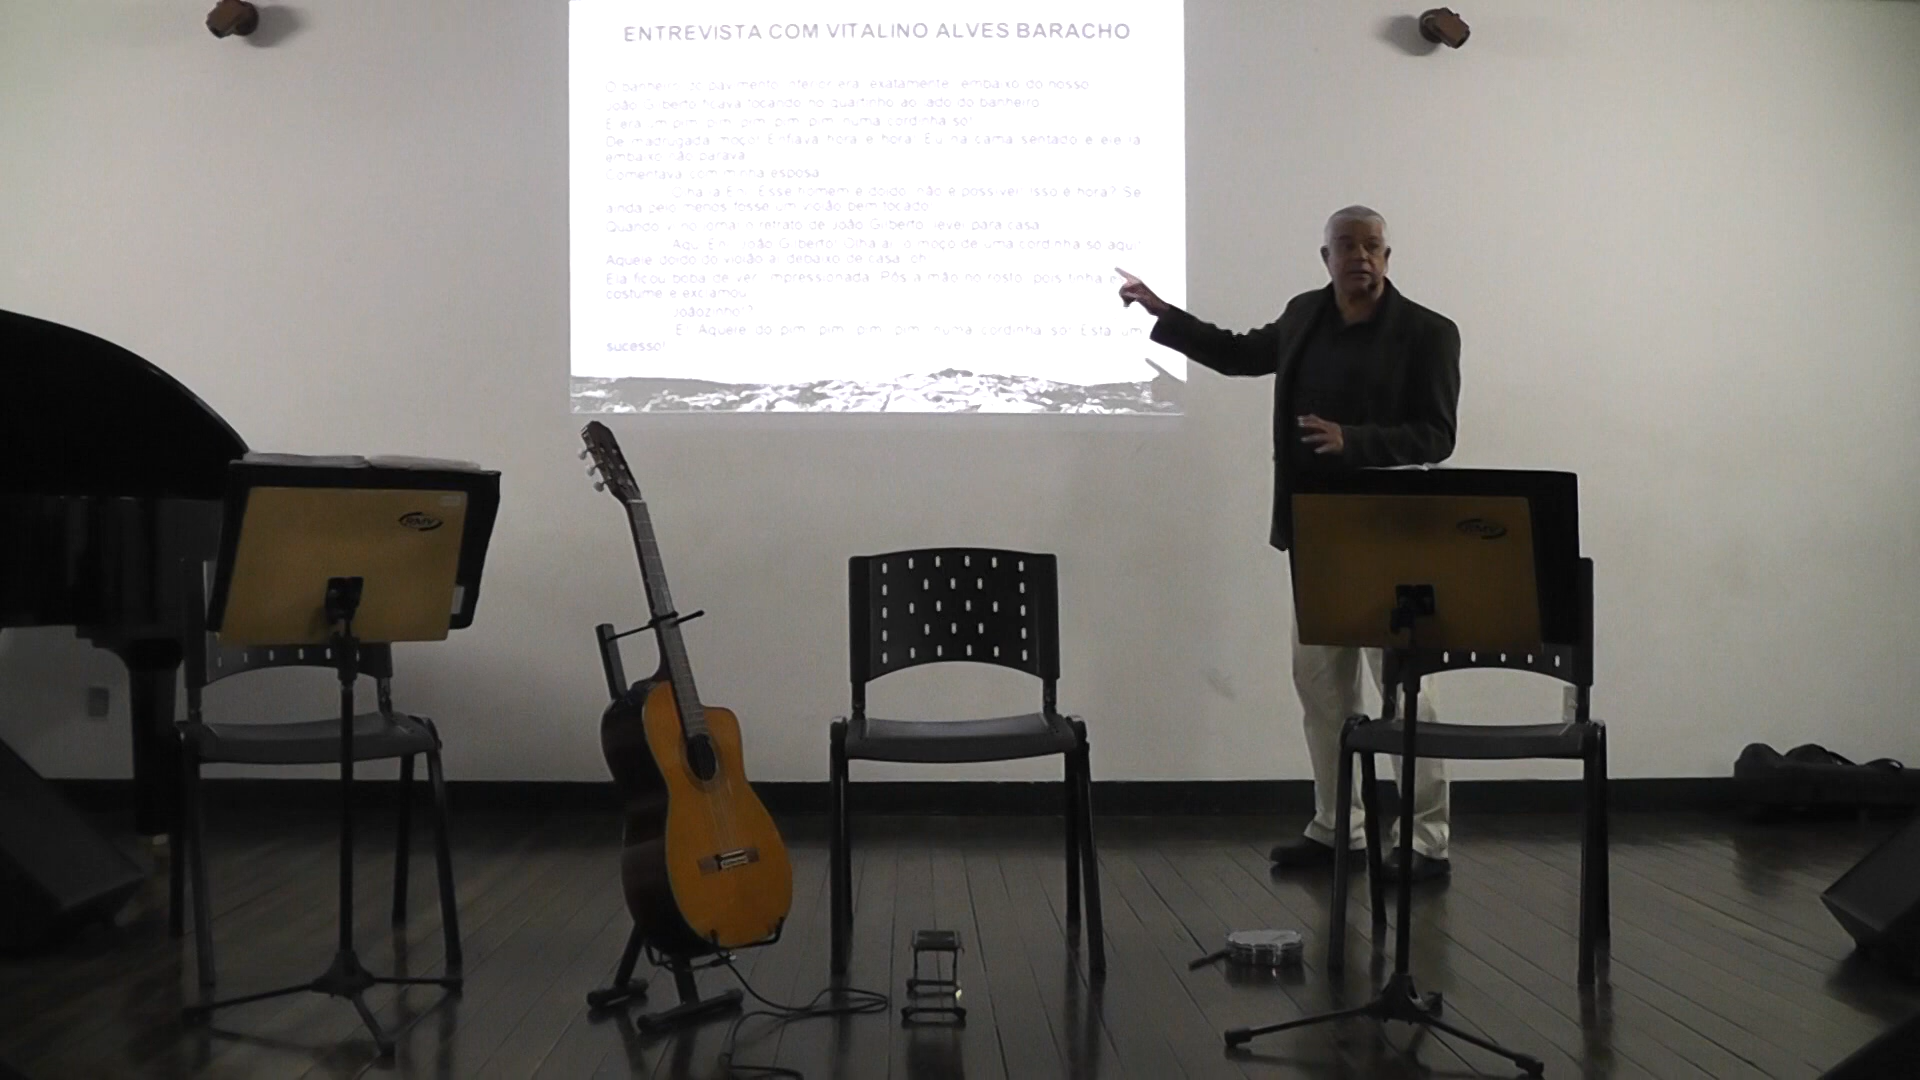 ENTREVISTA COM VITALINO ALVES BARACHO
O banheiro do pavimento inferior era, exatamente, embaixo do nosso.
João Gilberto ficava tocando no quartinho ao lado do banheiro.
E era um pim, pim, pim, pim, pim, numa cordinha só!
De madrugada, moço! Enfiava hora e hora. Eu na cama sentado e ele lá
embaixo não parava.
Comentava com minha esposa:
Olha lá Eni. Esse homem é doido, não é possível, isso é hora? Se
ainda pelo menos fosse um violão bem tocado.
Quando vi no jornal o retrato de João Gilberto, levei para casa.
Aqui Eni, João Gilberto! Olha aí, o moço de uma cordinha só aqui!
Aquele doido do violão aí debaixo de casa, oh
Ela ficou boba de ver, impressionada. Pôs a mão no rosto, pois tinha
costume e exclamou:
Joãozinho!?
É! Aquele do pim, pim, pim, pim, numa cordinha só! Está um
sucesso!
RMV
RMV